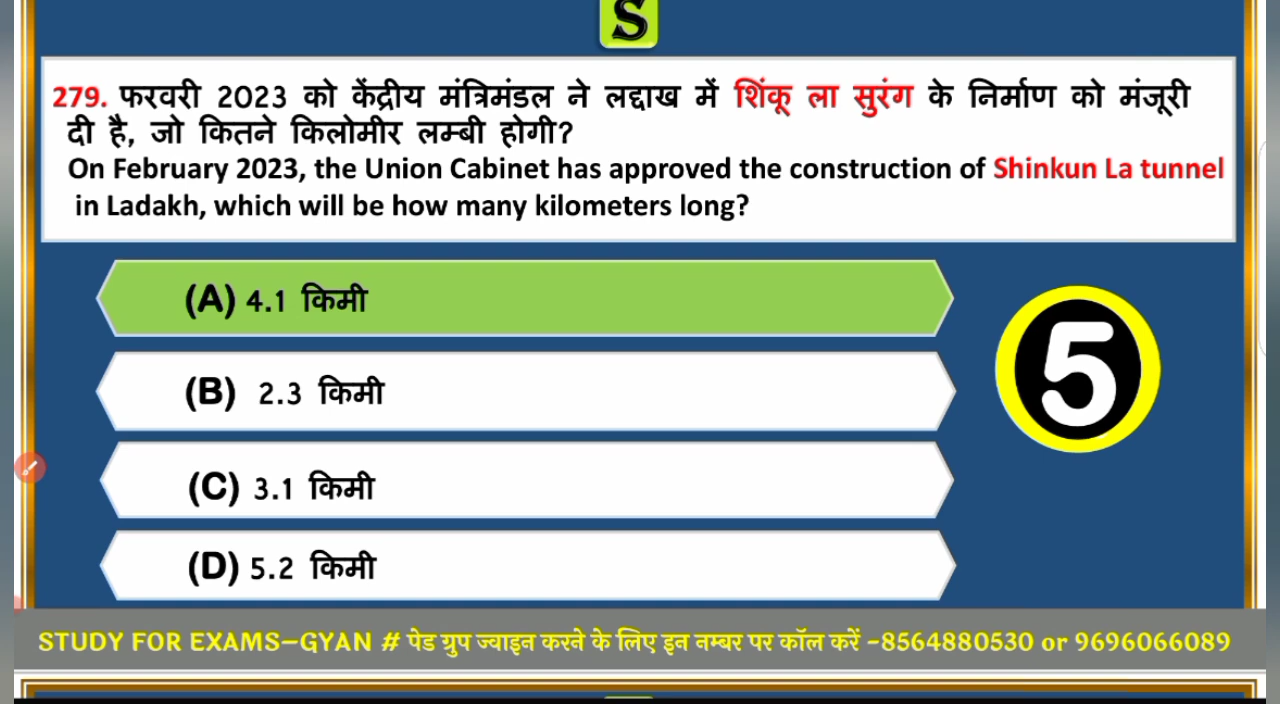 S
279. फरवरी 2023 को केंद्रीय मंत्रिमंडल ने लद्दाख में शिंकू ला सुरंग के निर्माण को मंजूरी
दी है, जो कितने किलोमीर लम्बी होगी?
On February 2023, the Union Cabinet has approved the construction of Shinkun La tunnel
in Ladakh, which will be how many kilometers long?
(A) 4.1 किमी
(B) 2.3 किमी
5
(C) 3.1 किमी
(D) 5.2 किमी
STUDY FOR EXAMS–GYAN # पेड ग्रुप ज्वाइन करने के लिए इन नम्बर पर कॉल करें -8564880530 or 9696066089